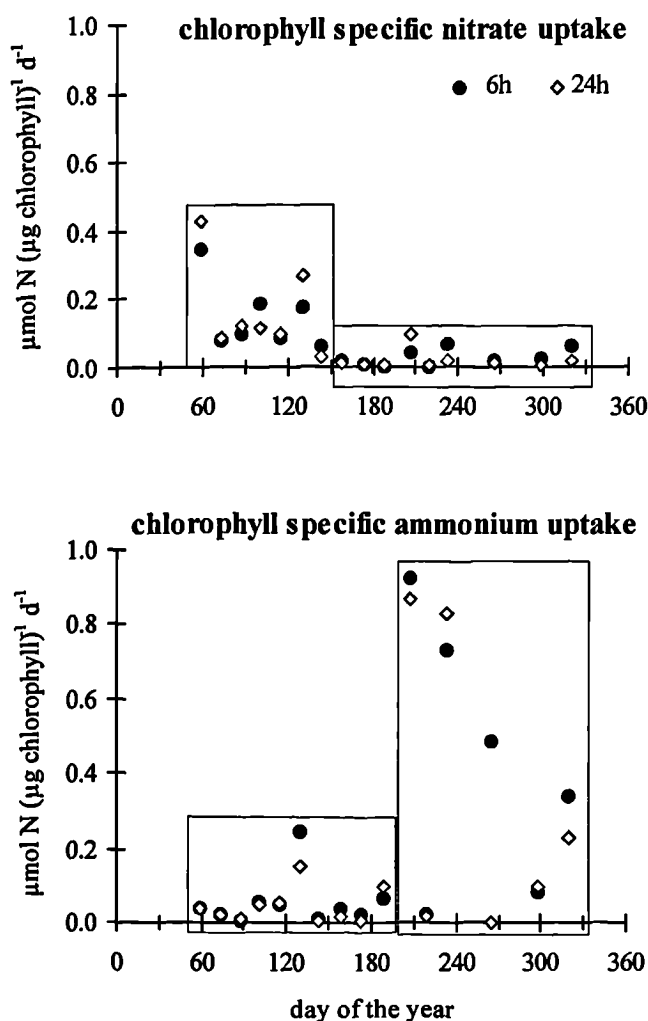 chlorophyll specific nitrate uptake
● 6h ◇ 24h
µmol N (µg chlorophyll)⁻¹ d⁻¹
1.0
0.8
0.6
0.4
0.2
0.0
0 60 120 180 240 300 360
chlorophyll specific ammonium uptake
µmol N (µg chlorophyll)⁻¹ d⁻¹
1.0
0.8
0.6
0.4
0.2
0.0
0 60 120 180 240 300 360
day of the year